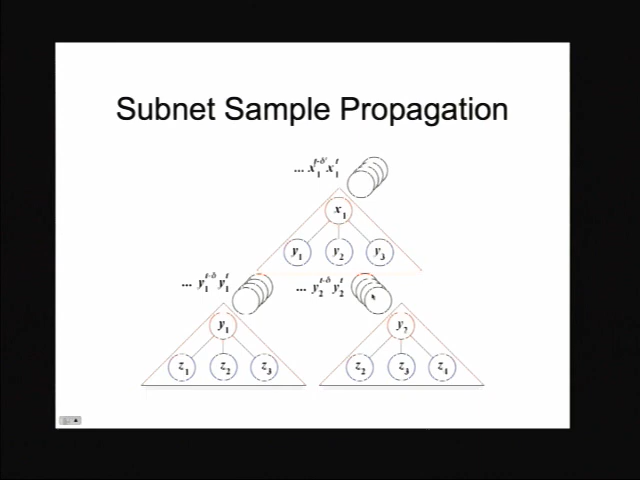 Subnet Sample Propagation
... x₁ᵗ⁻ᵟ' x₁ᵗ
x₁
y₁ y₂ y₃
... y₁ᵗ⁻ᵟ y₁ᵗ ... y₂ᵗ⁻ᵟ y₂ᵗ
y₁ y₂
z₁ z₂ z₃ z₂ z₃ z₄